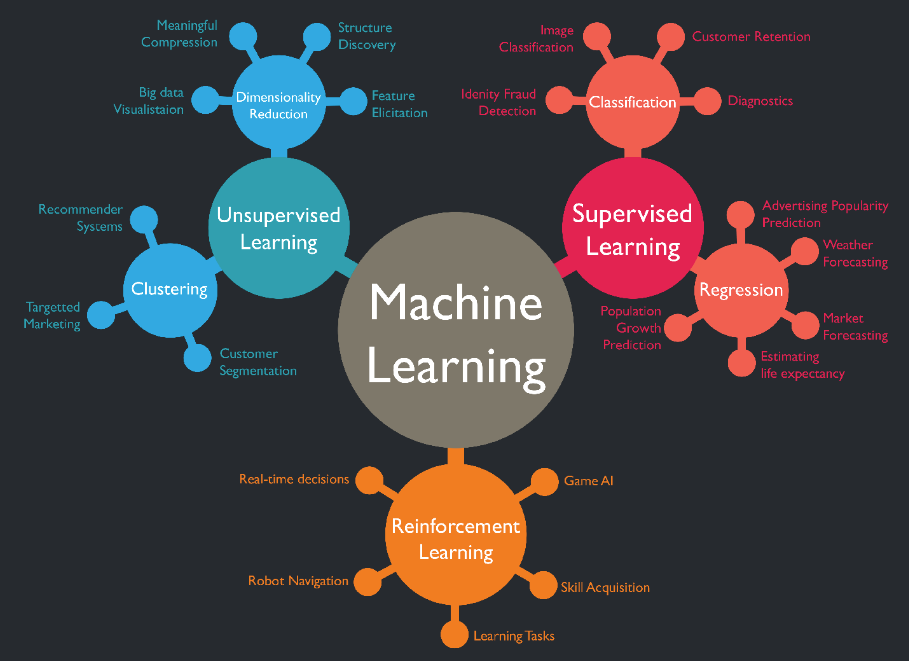 Meaningful
Compression
Structure
Discovery
Big data
Visualistaion
Dimensionality
Reduction
Feature
Elicitation
Image
Classification
Customer Retention
Idenity Fraud
Detection
Classification
Diagnostics
Recommender
Systems
Unsupervised
Learning
Clustering
Targetted
Marketing
Customer
Segmentation
Machine
Learning
Supervised
Learning
Advertising Popularity
Prediction
Weather
Forecasting
Regression
Population
Growth
Prediction
Market
Forecasting
Estimating
life expectancy
Real-time decisions
Game AI
Reinforcement
Learning
Robot Navigation
Skill Acquisition
Learning Tasks